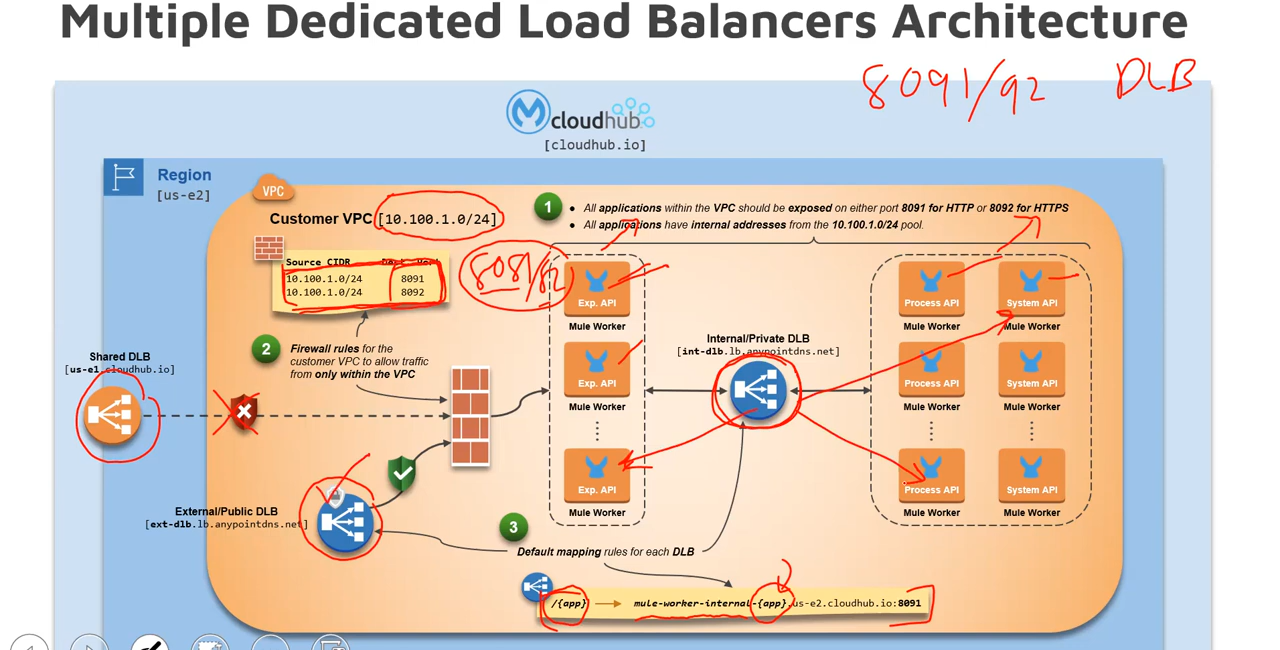 Multiple Dedicated Load Balancers Architecture
8091/92 DLB
cloudhub
[cloudhub.io]
Region
[us-e2]
VPC
Customer VPC [10.100.1.0/24]
1
• All applications within the VPC should be exposed on either port 8091 for HTTP or 8092 for HTTPS
• All applications have internal addresses from the 10.100.1.0/24 pool.
Source CIDR
10.100.1.0/24 8091
10.100.1.0/24 8092
8081/82
2
Firewall rules for the
customer VPC to allow traffic
from only within the VPC
Shared DLB
[us-e1.cloudhub.io]
External/Public DLB
[ext-dlb.lb.anypointdns.net]
Exp. API
Mule Worker
Exp. API
Mule Worker
Exp. API
Mule Worker
Internal/Private DLB
[int-dlb.lb.anypointdns.net]
Process API System API
Mule Worker Mule Worker
Process API System API
Mule Worker Mule Worker
Process API System API
Mule Worker Mule Worker
3
Default mapping rules for each DLB
/{app} mule-worker-internal-{app}.us-e2.cloudhub.io:8091